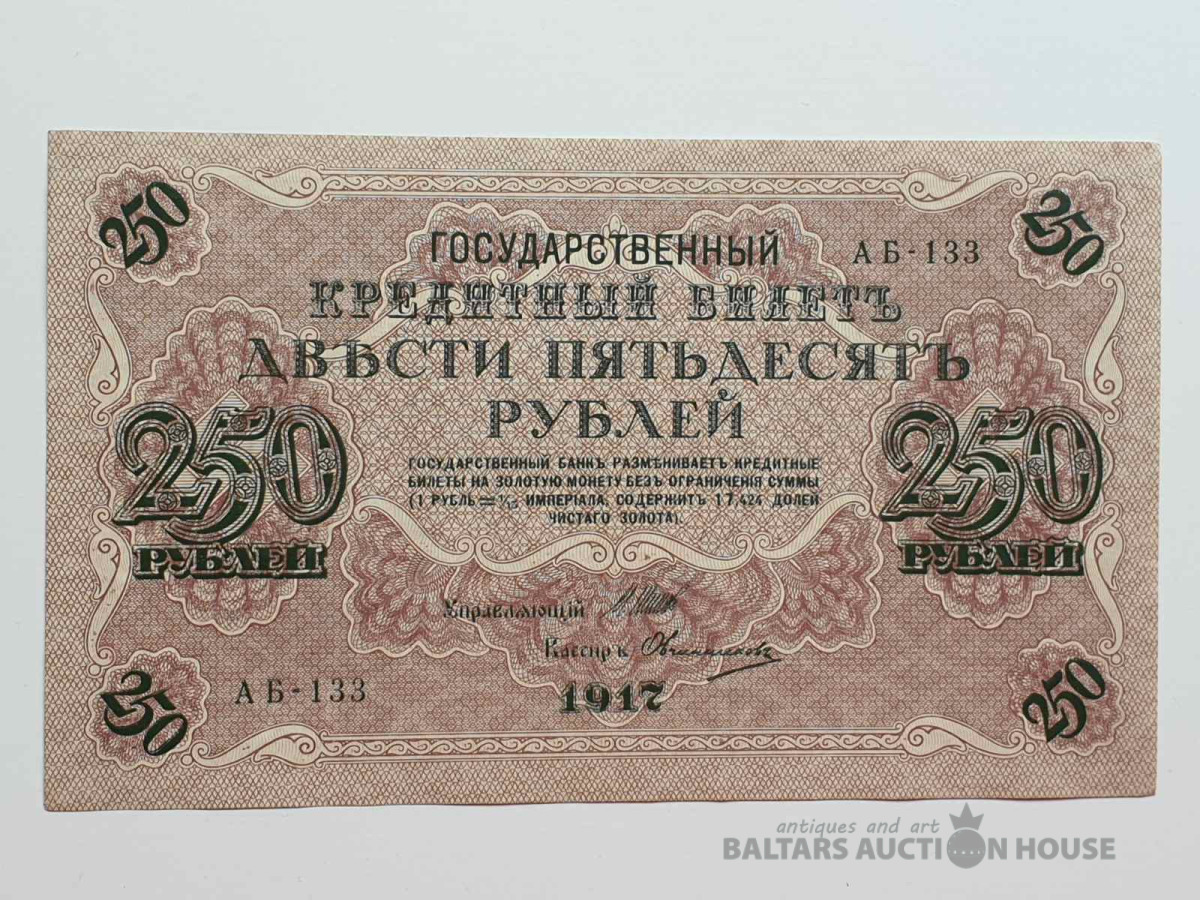 250
250
ГОСУДАРСТВЕННЫЙ
АБ-133
КРЕДИТНЫЙ БИЛЕТЪ
ДВѢСТИ ПЯТЬДЕСЯТЪ
РУБЛЕЙ
250
РУБЛЕЙ
250
РУБЛЕЙ
ГОСУДАРСТВЕННЫЙ БАНКЪ РАЗМѢНИВАЕТЪ КРЕДИТНЫЕ
БИЛЕТЫ НА ЗОЛОТУЮ МОНЕТУ БЕЗЪ ОГРАНИЧЕНІЯ СУММЫ
(1 РУБЛЬ = 1/15 ИМПЕРІАЛА, СОДЕРЖИТЪ 17,424 ДОЛЕЙ
ЧИСТАГО ЗОЛОТА).
Управляющій
Кассиръ Овчинниковъ
АБ-133
1917
250
250
antiques and art
BALTARS AUCTION HOUSE